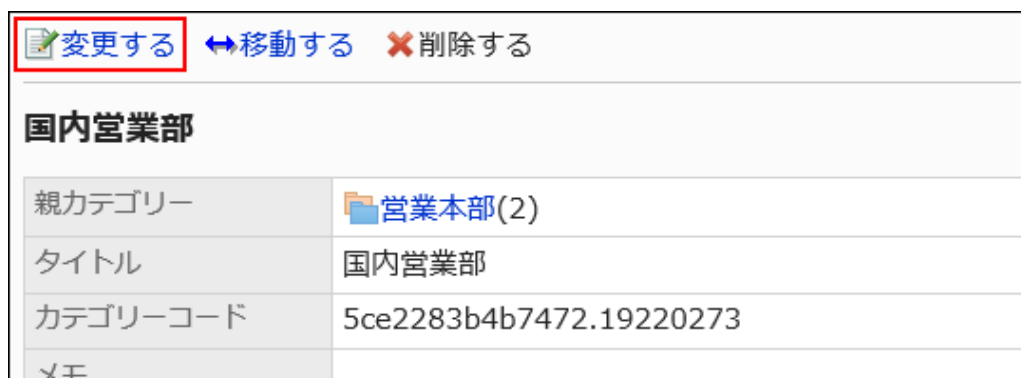 変更する 移動する 削除する
国内営業部
親カテゴリー 営業本部(2)
タイトル 国内営業部
カテゴリーコード 5ce2283b4b7472.19220273
メモ